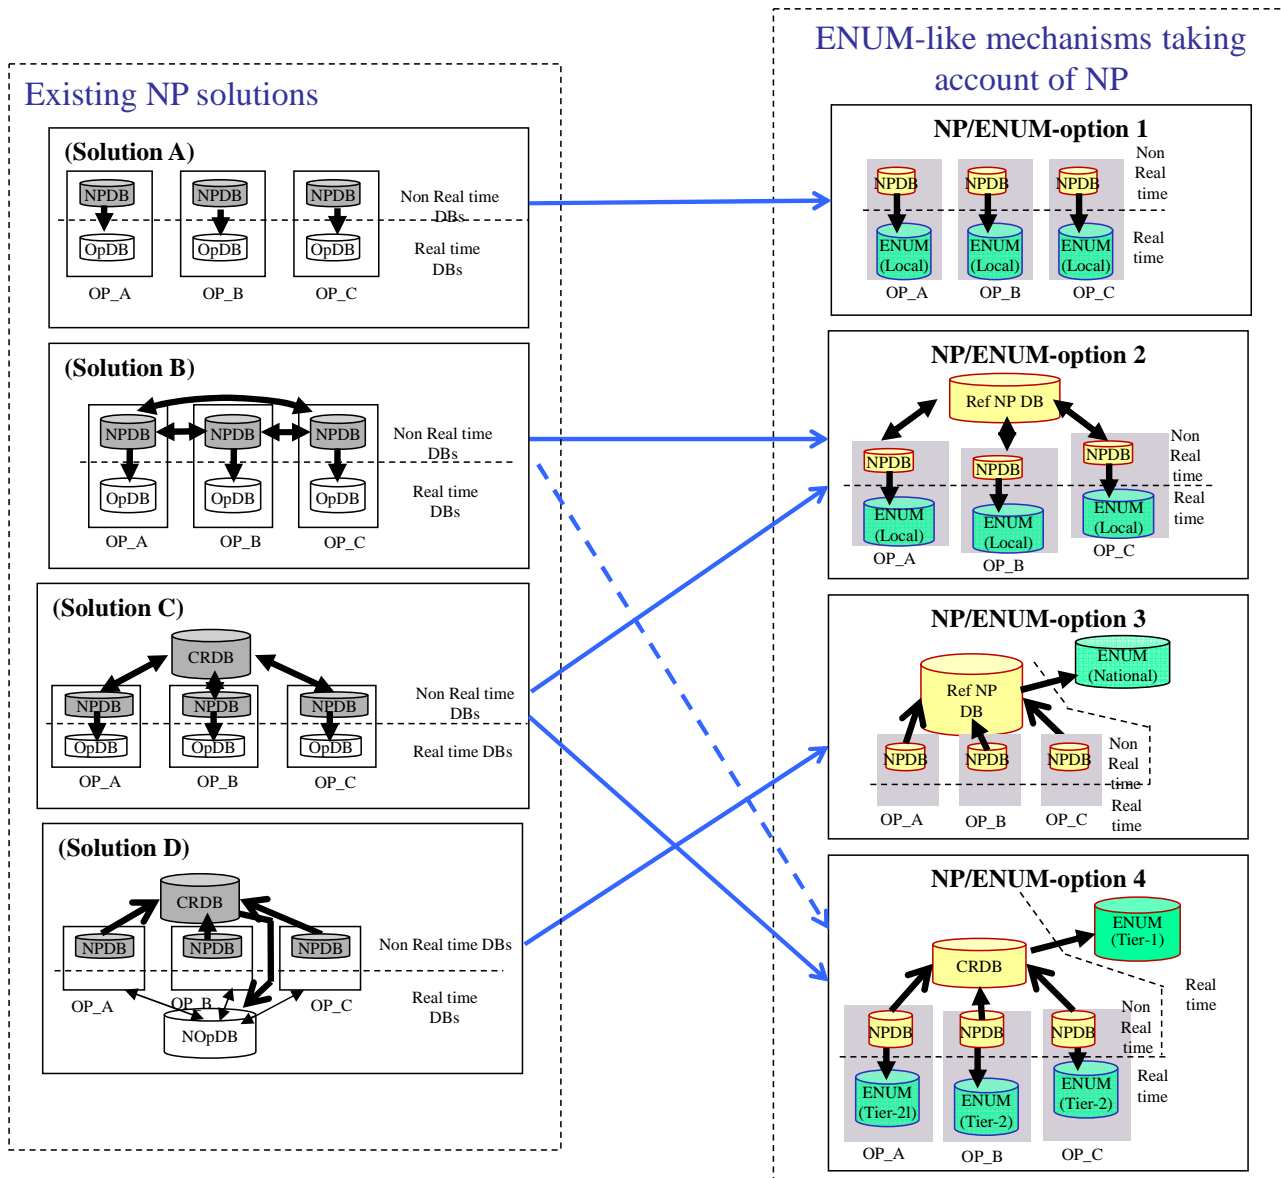 Existing NP solutions
(Solution A)
NPDB
NPDB
NPDB
Non Real time
DBs
OpDB
OpDB
OpDB
Real time
DBs
OP_A
OP_B
OP_C
(Solution B)
NPDB
NPDB
NPDB
Non Real time
DBs
OpDB
OpDB
OpDB
Real time
DBs
OP_A
OP_B
OP_C
(Solution C)
CRDB
NPDB
NPDB
NPDB
Non Real time
DBs
OpDB
OpDB
OpDB
Real time DBs
OP_A
OP_B
OP_C
(Solution D)
CRDB
NPDB
NPDB
NPDB
Non Real time DBs
OP_A
OP_B
OP_C
Real time
DBs
NOpDB
ENUM-like mechanisms taking
account of NP
NP/ENUM-option 1
NPDB
NPDB
NPDB
Non
Real
time
ENUM
(Local)
ENUM
(Local)
ENUM
(Local)
Real
time
OP_A
OP_B
OP_C
NP/ENUM-option 2
Ref NP DB
NPDB
NPDB
NPDB
Non
Real
time
ENUM
(Local)
ENUM
(Local)
ENUM
(Local)
Real
time
OP_A
OP_B
OP_C
NP/ENUM-option 3
ENUM
(National)
Ref NP
DB
NPDB
NPDB
NPDB
Non
Real
time
Real
time
OP_A
OP_B
OP_C
NP/ENUM-option 4
ENUM
(Tier-1)
CRDB
Real
time
NPDB
NPDB
NPDB
Non
Real
time
ENUM
(Tier-2l)
ENUM
(Tier-2)
ENUM
(Tier-2)
Real
time
OP_A
OP_B
OP_C